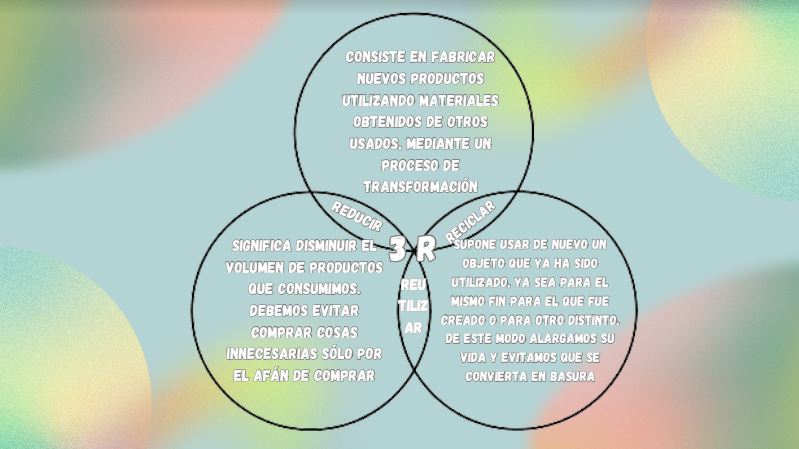 CONSISTE EN FABRICAR
NUEVOS PRODUCTOS
UTILIZANDO MATERIALES
OBTENIDOS DE OTROS
USADOS, MEDIANTE UN
PROCESO DE
TRANSFORMACIÓN
REDUCIR
RECICLAR
3 R
REU
TILIZ
AR
SIGNIFICA DISMINUIR EL
VOLUMEN DE PRODUCTOS
QUE CONSUMIMOS.
DEBEMOS EVITAR
COMPRAR COSAS
INNECESARIAS SÓLO POR
EL AFÁN DE COMPRAR
SUPONE USAR DE NUEVO UN
OBJETO QUE YA HA SIDO
UTILIZADO, YA SEA PARA EL
MISMO FIN PARA EL QUE FUE
CREADO O PARA OTRO DISTINTO.
DE ESTE MODO ALARGAMOS SU
VIDA Y EVITAMOS QUE SE
CONVIERTA EN BASURA